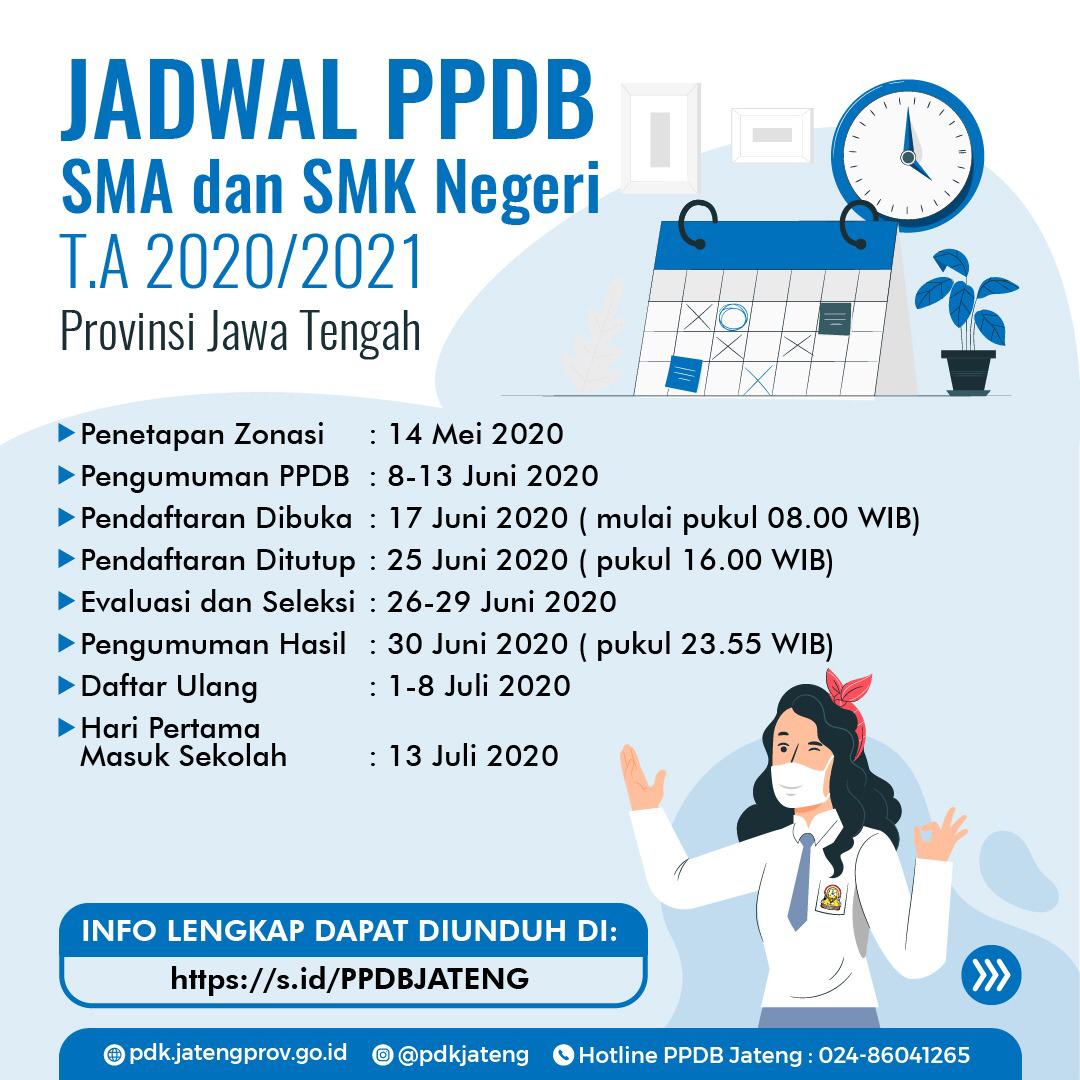 JADWAL PPDB
SMA dan SMK Negeri
T.A 2020/2021
Provinsi Jawa Tengah
Penetapan Zonasi : 14 Mei 2020
Pengumuman PPDB : 8-13 Juni 2020
Pendaftaran Dibuka : 17 Juni 2020 ( mulai pukul 08.00 WIB)
Pendaftaran Ditutup : 25 Juni 2020 ( pukul 16.00 WIB)
Evaluasi dan Seleksi : 26-29 Juni 2020
Pengumuman Hasil : 30 Juni 2020 ( pukul 23.55 WIB)
Daftar Ulang : 1-8 Juli 2020
Hari Pertama
Masuk Sekolah : 13 Juli 2020
INFO LENGKAP DAPAT DIUNDUH DI:
https://s.id/PPDBJATENG
pdk.jatengprov.go.id @pdkjateng Hotline PPDB Jateng : 024-86041265